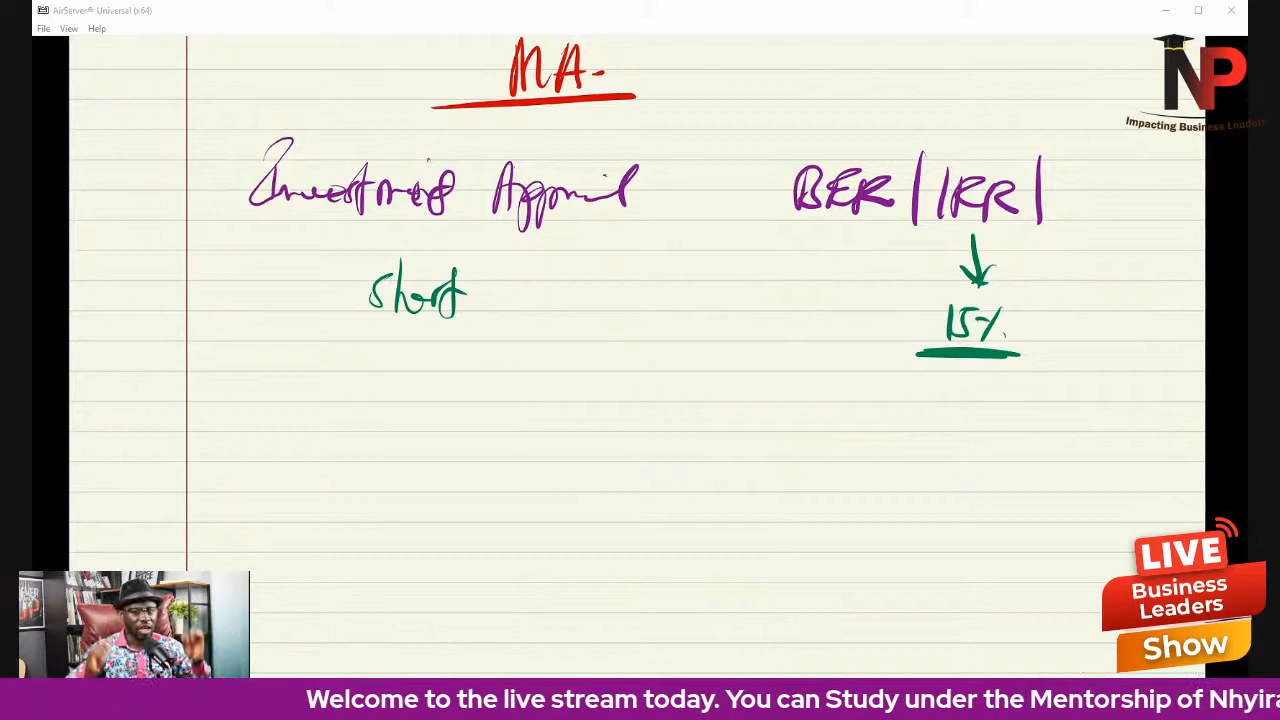 AirServer® Universal (x64)
File View Help
MA.
NP
Impacting Business Leaders
Investment Appraisal
BER | IRR |
Short
15%
LIVE
Business
Leaders
Show
Welcome to the live stream today. You can Study under the Mentorship of Nhyira